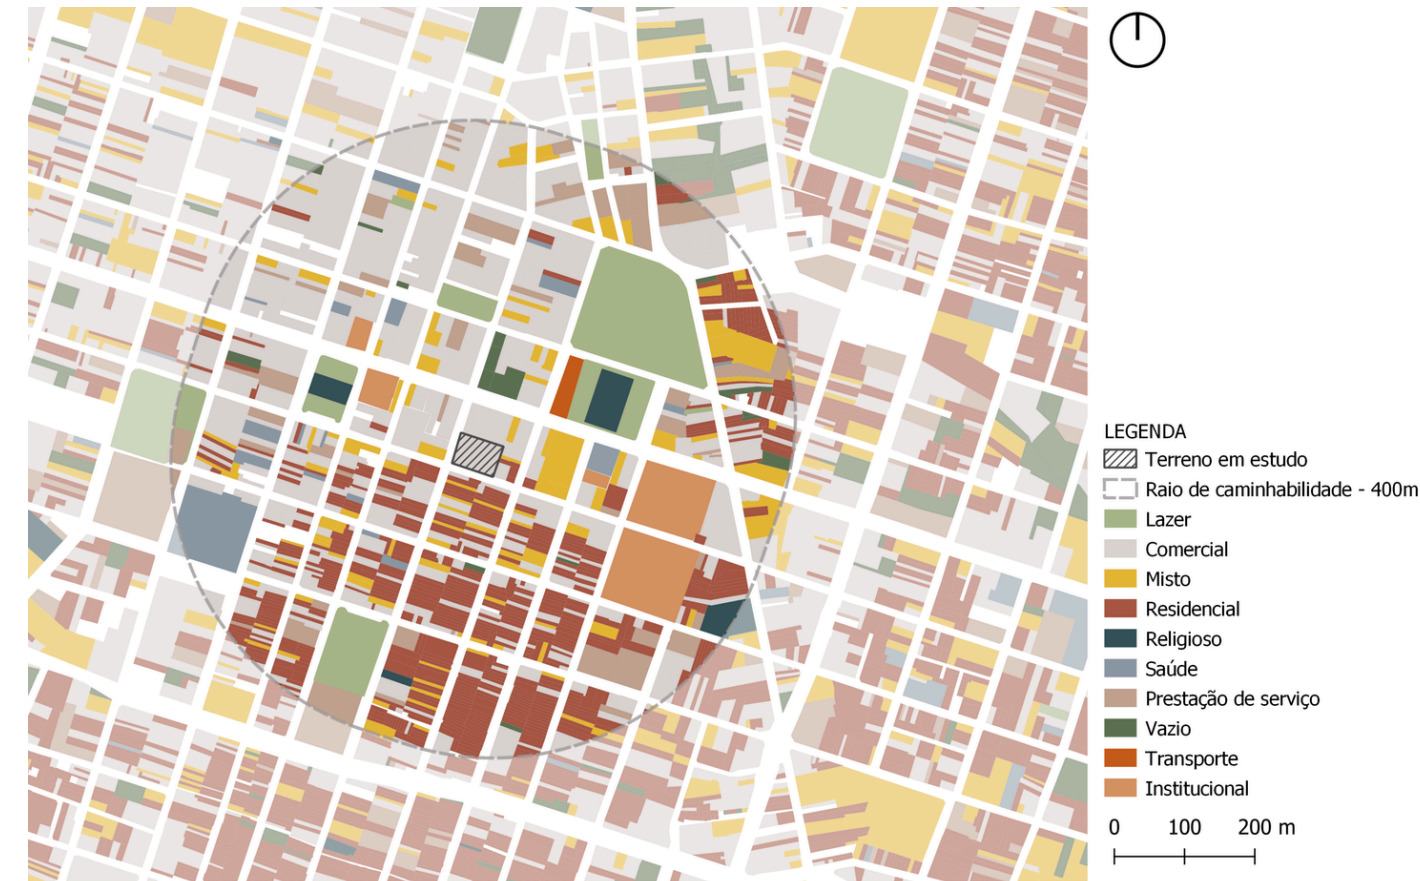 LEGENDA
Terreno em estudo
Raio de caminhabilidade - 400m
Lazer
Comercial
Misto
Residencial
Religioso
Saúde
Prestação de serviço
Vazio
Transporte
Institucional
0 100 200 m